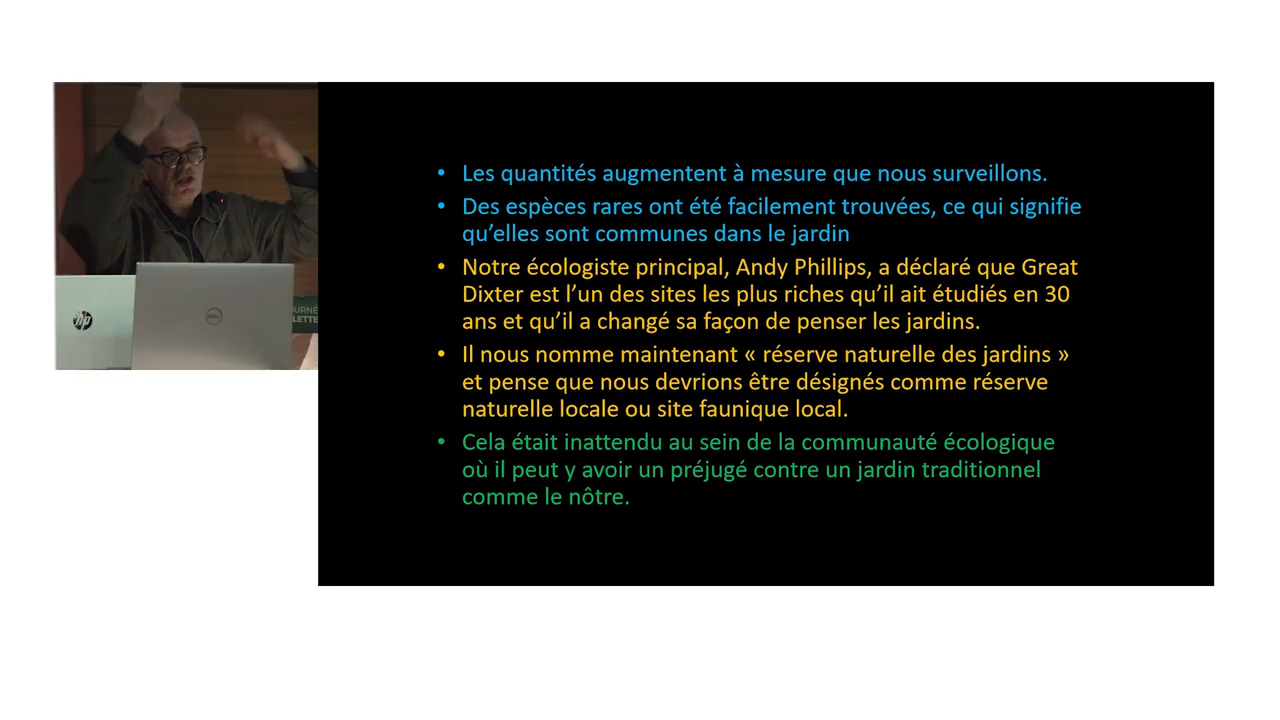 • Les quantités augmentent à mesure que nous surveillons.
• Des espèces rares ont été facilement trouvées, ce qui signifie
qu’elles sont communes dans le jardin
• Notre écologiste principal, Andy Phillips, a déclaré que Great
Dixter est l’un des sites les plus riches qu’il ait étudiés en 30
ans et qu’il a changé sa façon de penser les jardins.
• Il nous nomme maintenant « réserve naturelle des jardins »
et pense que nous devrions être désignés comme réserve
naturelle locale ou site faunique local.
• Cela était inattendu au sein de la communauté écologique
où il peut y avoir un préjugé contre un jardin traditionnel
comme le nôtre.
hp
DELL